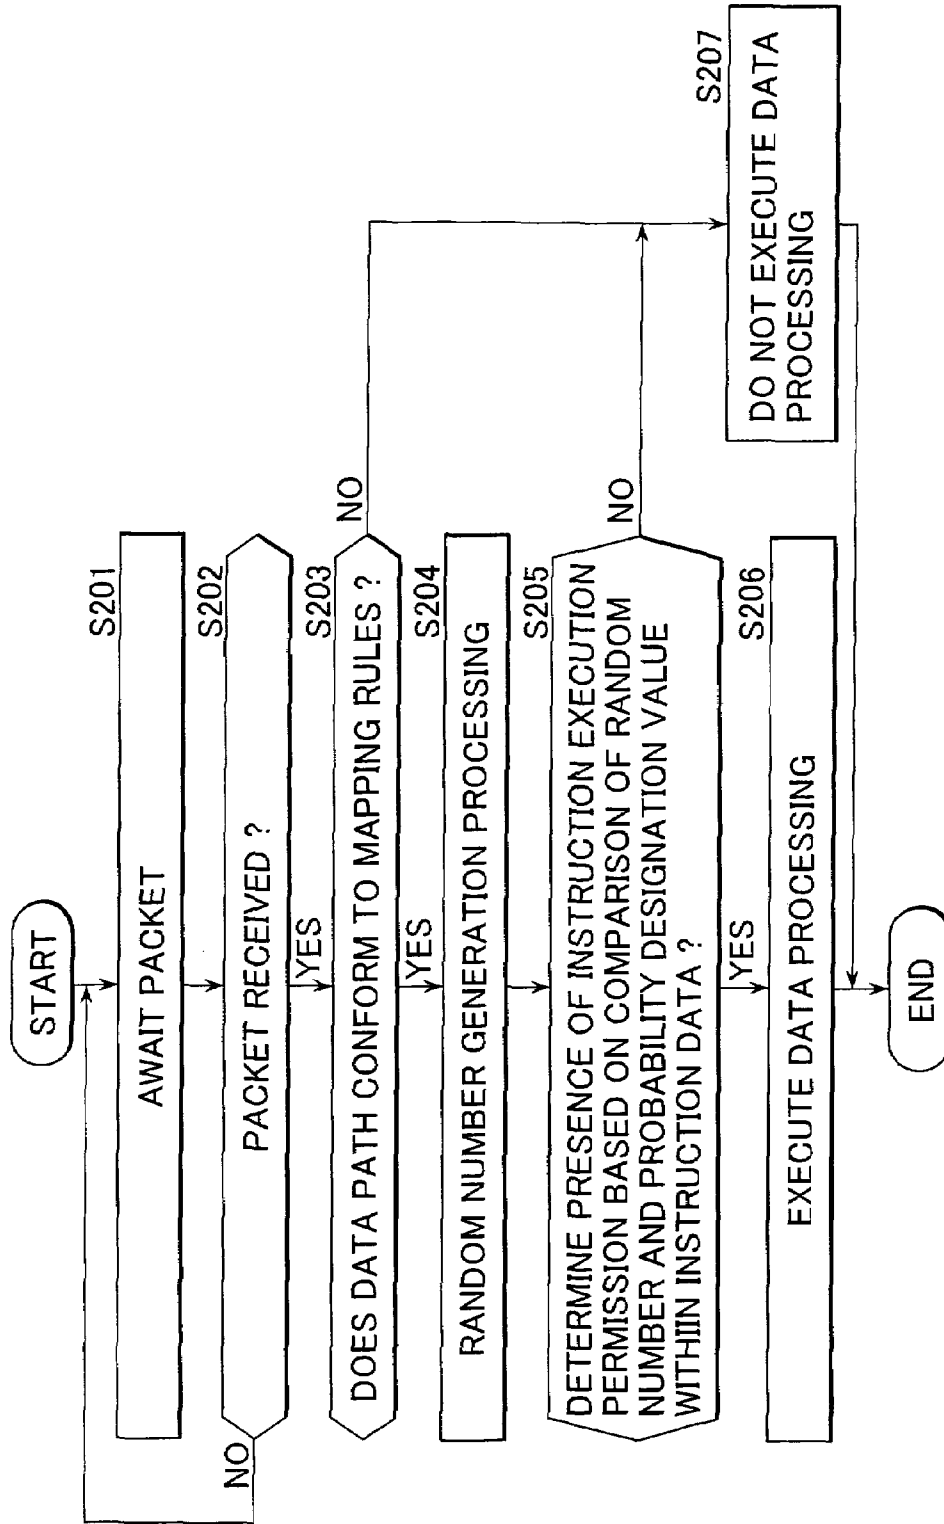 START
S201
AWAIT PACKET
S202
PACKET RECEIVED ?
NO
YES
S203
DOES DATA PATH CONFORM TO MAPPING RULES ?
NO
YES
S204
RANDOM NUMBER GENERATION PROCESSING
S205
DETERMINE PRESENCE OF INSTRUCTION EXECUTION
PERMISSION BASED ON COMPARISON OF RANDOM
NUMBER AND PROBABILITY DESIGNATION VALUE
WITHIIN INSTRUCTION DATA ?
NO
YES
S206
EXECUTE DATA PROCESSING
S207
DO NOT EXECUTE DATA
PROCESSING
END